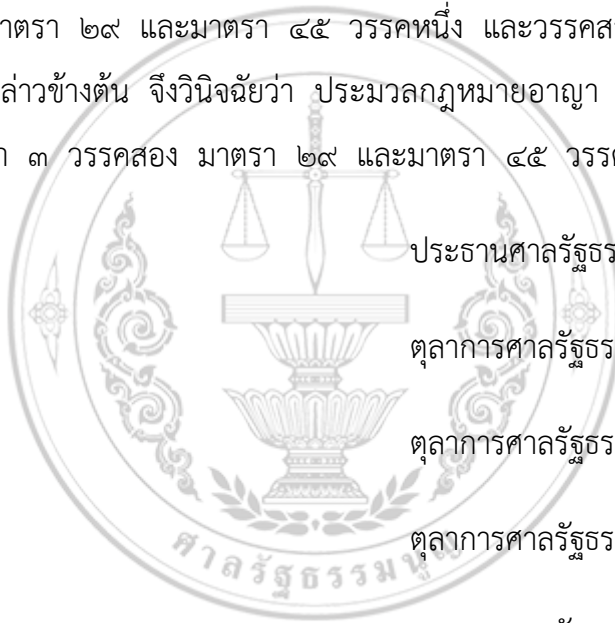 าตรา ๒๙ และมาตรา ๔๕ วรรคหนึ่ง และวรรคส
ล่าวข้างต้น จึงวินิจฉัยว่า ประมวลกฎหมายอาญา
า ๓ วรรคสอง มาตรา ๒๙ และมาตรา ๔๕ วรร
ประธานศาลรัฐธร
ตุลาการศาลรัฐธร
ตุลาการศาลรัฐธร
ตุลาการศาลรัฐธร
ศาลรัฐธรรมนูญ